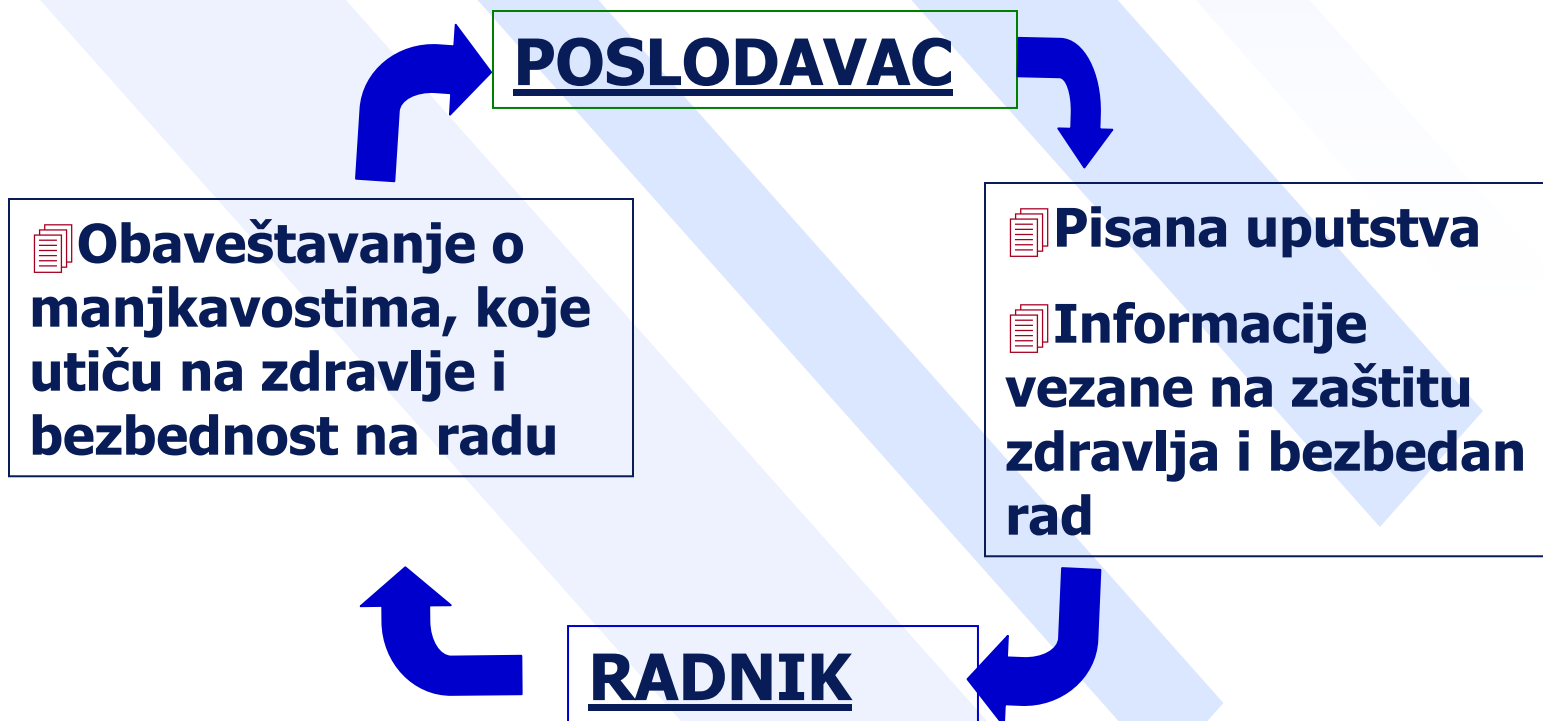 POSLODAVAC
Obaveštavanje o
manjkavostima, koje
utiču na zdravlje i
bezbednost na radu
Pisana uputstva
Informacije
vezane na zaštitu
zdravlja i bezbedan
rad
RADNIK